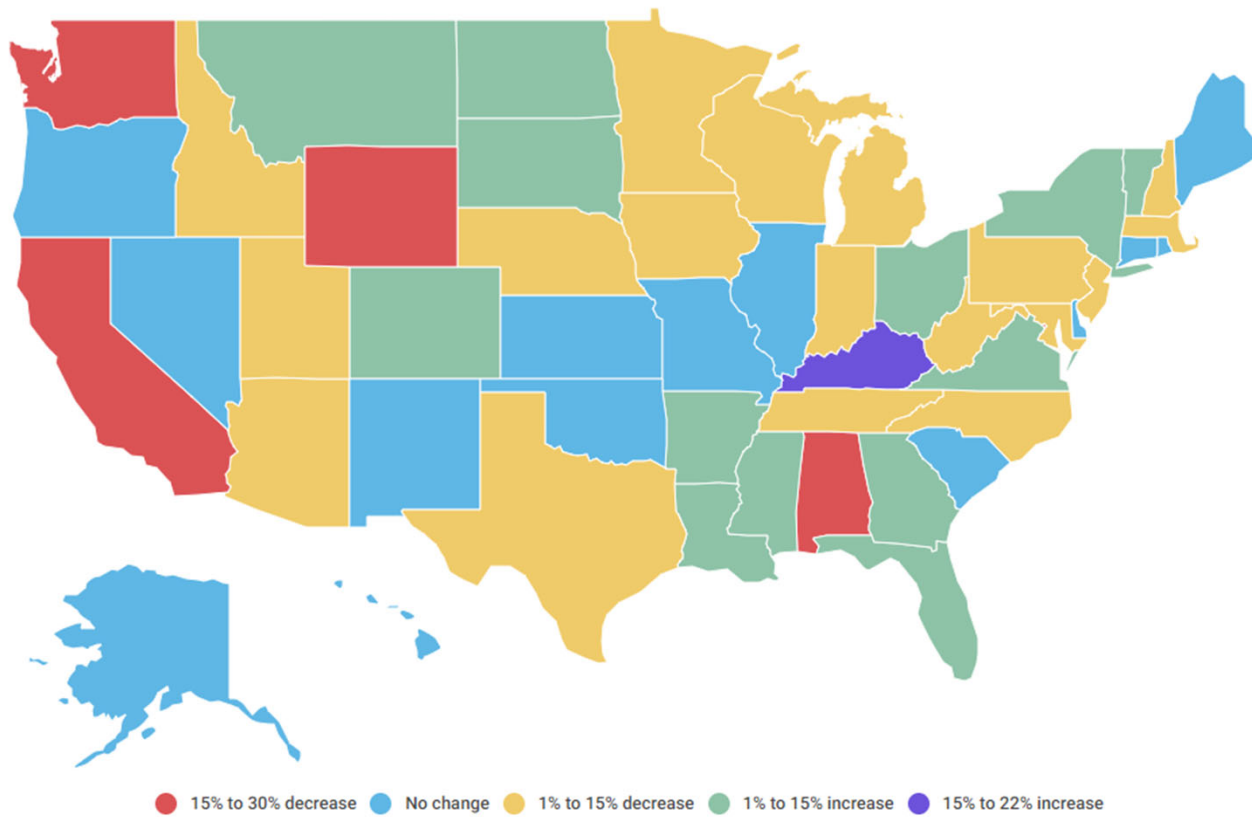 15% to 30% decrease No change 1% to 15% decrease 1% to 15% increase 15% to 22% increase